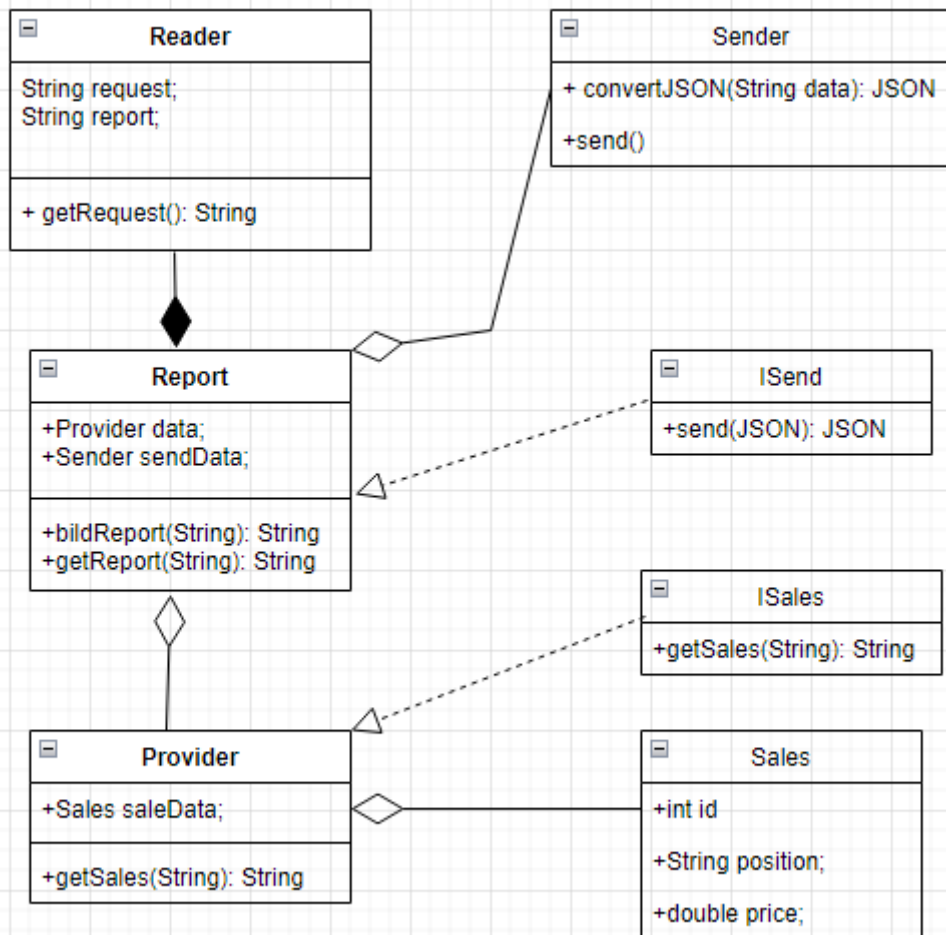 Reader
String request;
String report;
+ getRequest(): String
Sender
+ convertJSON(String data): JSON
+send()
Report
+Provider data;
+Sender sendData;
+bildReport(String): String
+getReport(String): String
ISend
+send(JSON): JSON
ISales
+getSales(String): String
Provider
+Sales saleData;
+getSales(String): String
Sales
+int id
+String position;
+double price;